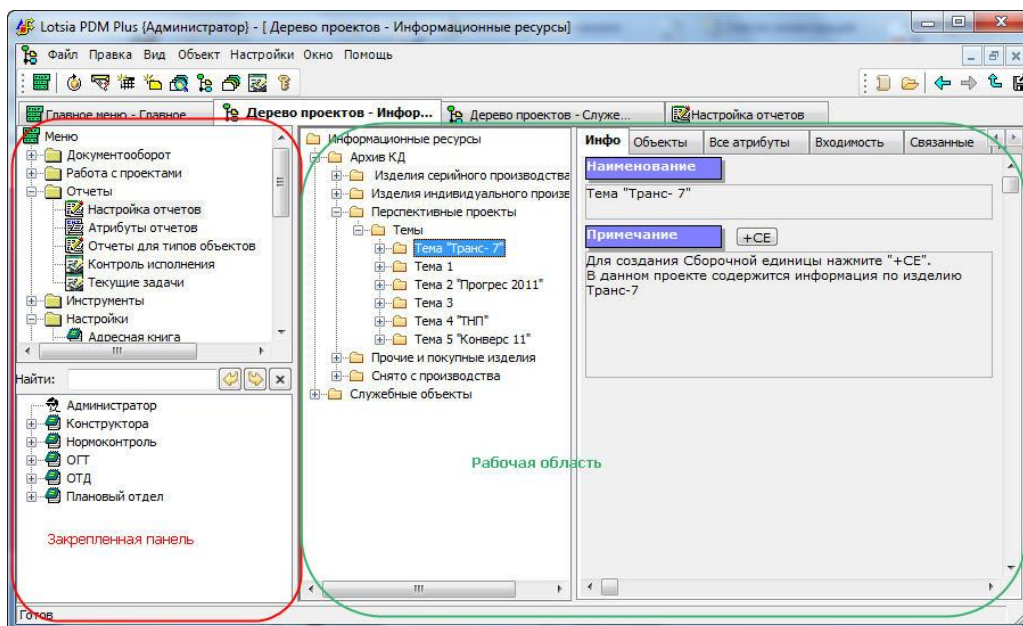 Lotsia PDM Plus {Администратор} - [ Дерево проектов - Информационные ресурсы]
Файл Правка Вид Объект Настройки Окно Помощь
Главное меню - Главное
Дерево проектов - Инфор...
Дерево проектов - Служе...
Настройка отчетов
Меню
Документооборот
Работа с проектами
Отчеты
Настройка отчетов
Атрибуты отчетов
Отчеты для типов объектов
Контроль исполнения
Текущие задачи
Инструменты
Настройки
Адресная книга
Найти:
Администратор
Конструктора
Нормоконтроль
ОГТ
ОТД
Плановый отдел
Закрепленная панель
Информационные ресурсы
Архив КД
Изделия серийного производства
Изделия индивидуального произве
Перспективные проекты
Темы
Тема "Транс- 7"
Тема 1
Тема 2 "Прогрес 2011"
Тема 3
Тема 4 "ТНП"
Тема 5 "Конверс 11"
Прочие и покупные изделия
Снято с производства
Служебные объекты
Рабочая область
Инфо Объекты Все атрибуты Входимость Связанные
Наименование
Тема "Транс- 7"
Примечание
+СЕ
Для создания Сборочной единицы нажмите "+СЕ".
В данном проекте содержится информация по изделию
Транс-7
Готов